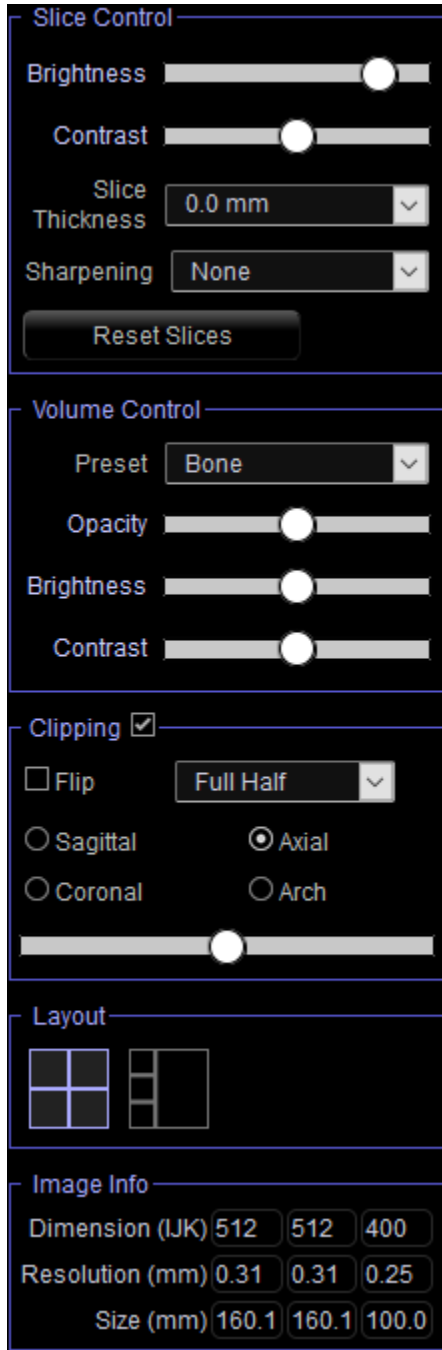 Slice Control
Brightness
Contrast
Slice
Thickness
0.0 mm
Sharpening None
Reset Slices
Volume Control
Preset Bone
Opacity
Brightness
Contrast
Clipping
Flip Full Half
Sagittal Axial
Coronal Arch
Layout
Image Info
Dimension (IJK) 512 512 400
Resolution (mm) 0.31 0.31 0.25
Size (mm) 160.1 160.1 100.0